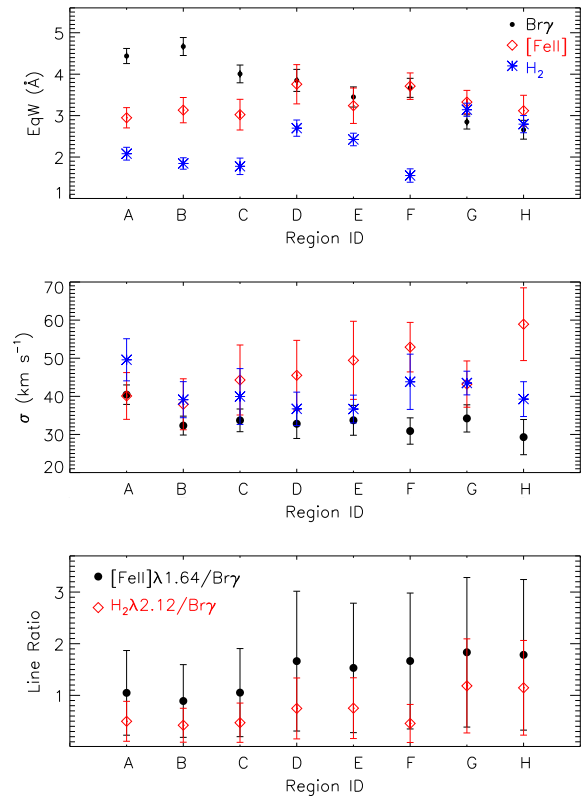 Brγ
[FeII]
H₂
EqW (Å)
5
4
3
2
1
A B C D E F G H
Region ID
σ (km s⁻¹)
70
60
50
40
30
20
A B C D E F G H
Region ID
[FeII]λ1.64/Brγ
H₂λ2.12/Brγ
Line Ratio
3
2
1
A B C D E F G H
Region ID